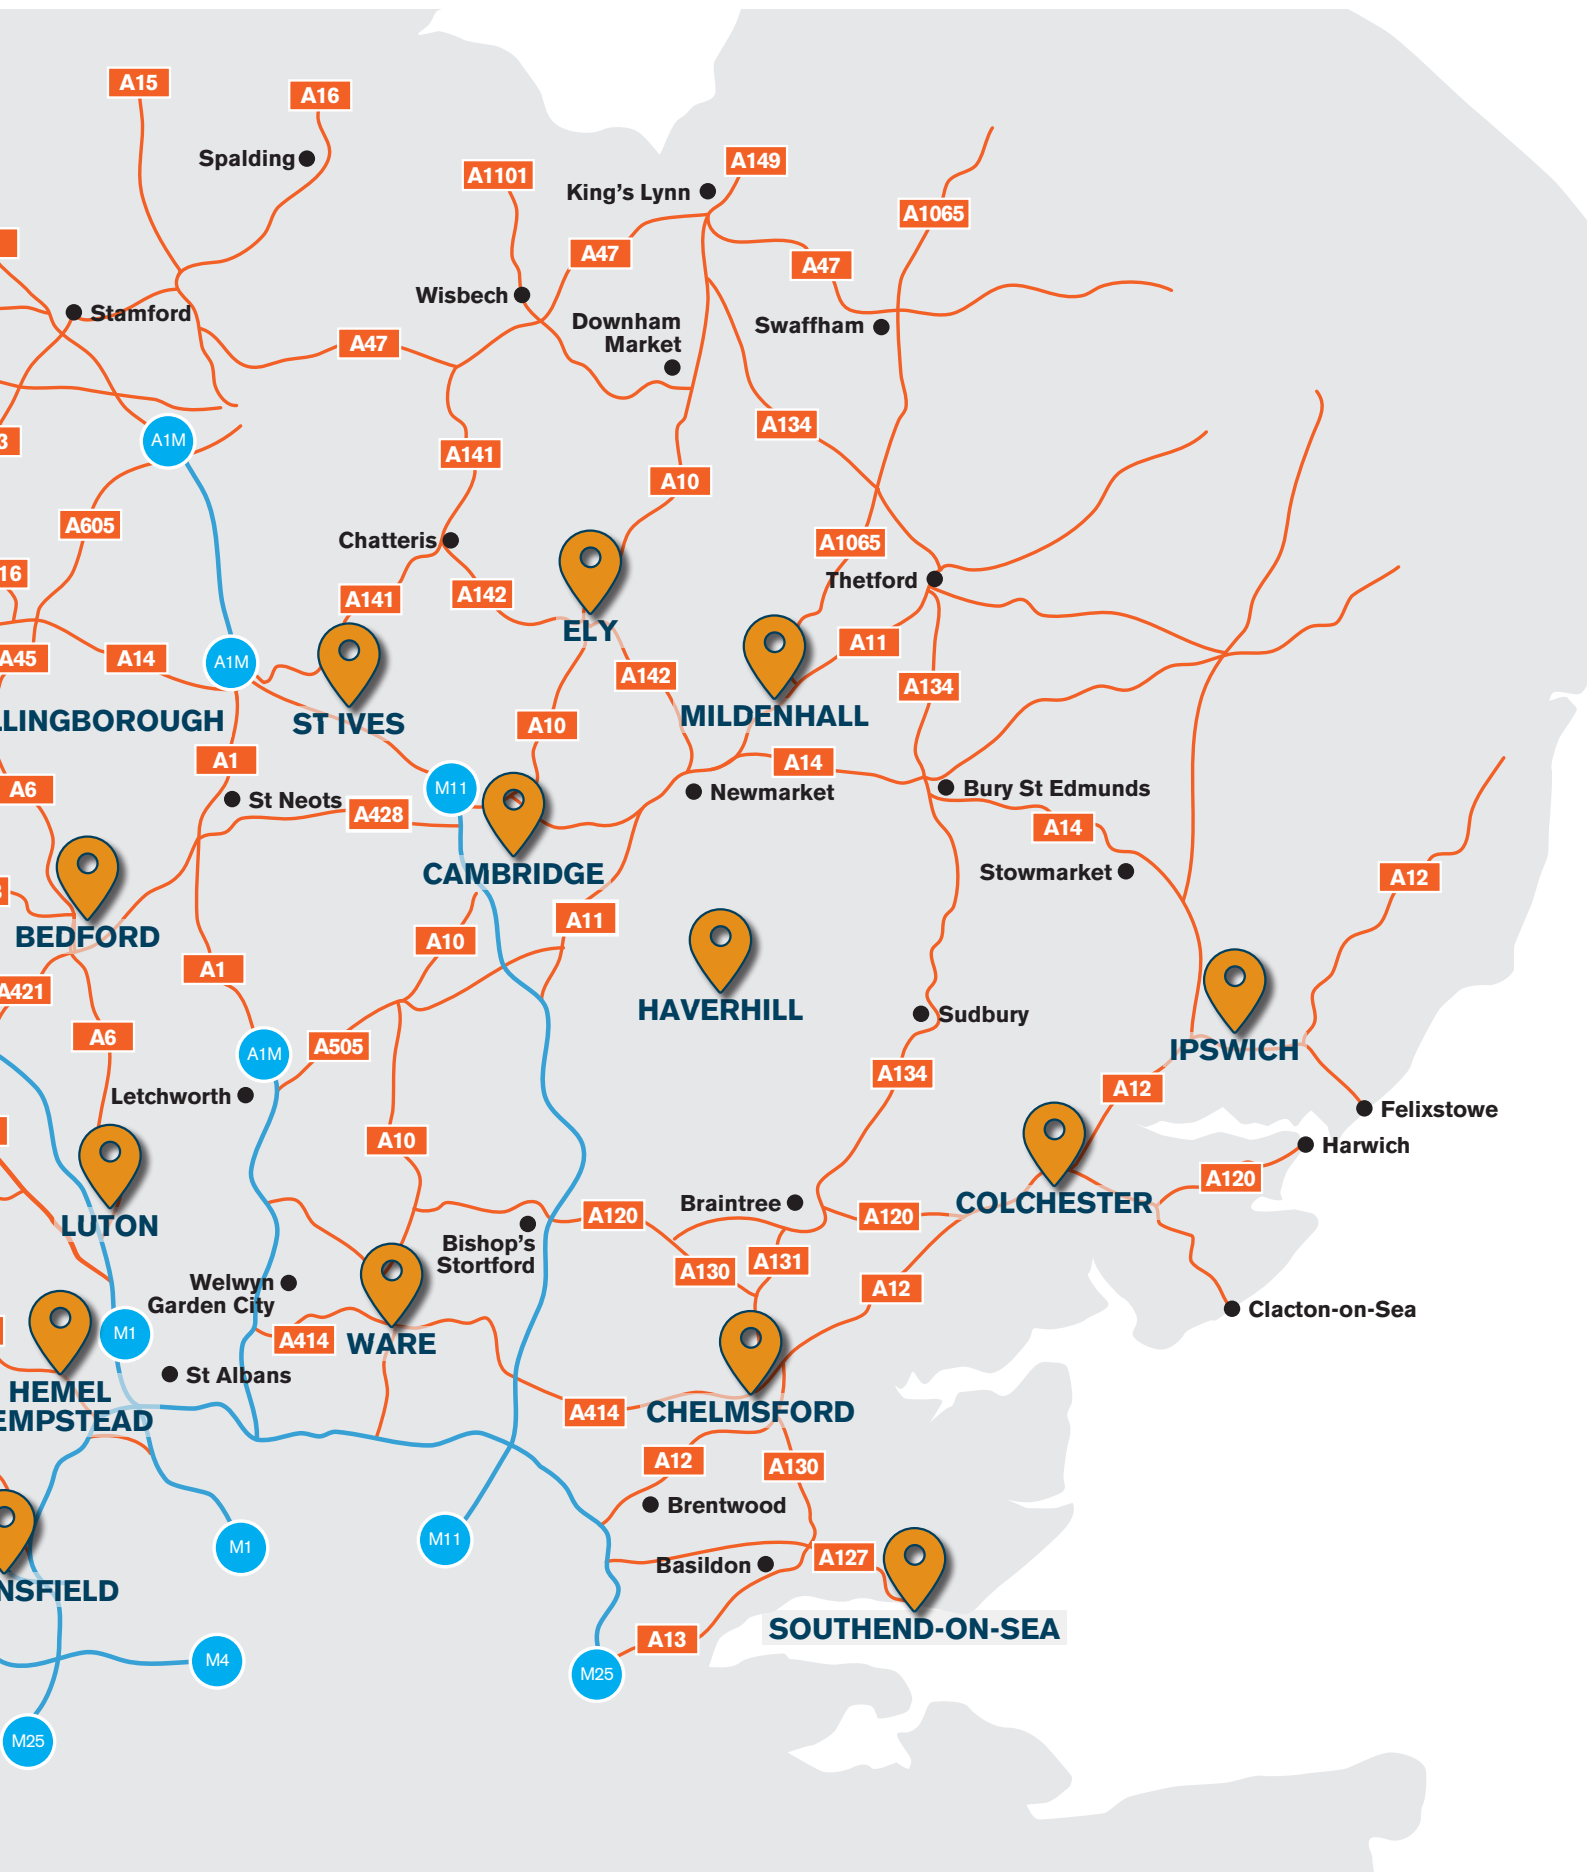 A15
A16
Spalding
A149
A1101
King's Lynn
A1065
A47
A47
Wisbech
Stamford
Downham
Market
Swaffham
A47
A134
A1M
3
A141
A10
A605
Chatteris
A1065
16
Thetford
A141
A142
ELY
A11
A45
A14
A1M
A142
A134
LLINGBOROUGH
ST IVES
A10
MILDENHALL
A1
A14
A6
M11
St Neots
Newmarket
Bury St Edmunds
A428
A14
CAMBRIDGE
Stowmarket
A12
A11
BEDFORD
A10
A1
A421
HAVERHILL
Sudbury
A6
A505
A1M
IPSWICH
A134
Letchworth
A12
Felixstowe
A10
Harwich
A120
Braintree
COLCHESTER
LUTON
A120
A120
Bishop's
Stortford
A130
A131
Welwyn
Garden City
A12
Clacton-on-Sea
M1
A414
WARE
St Albans
HEMEL
EMPSTEAD
A414
CHELMSFORD
A12
A130
Brentwood
M11
M1
Basildon
A127
NSFIELD
SOUTHEND-ON-SEA
A13
M4
M25
M25